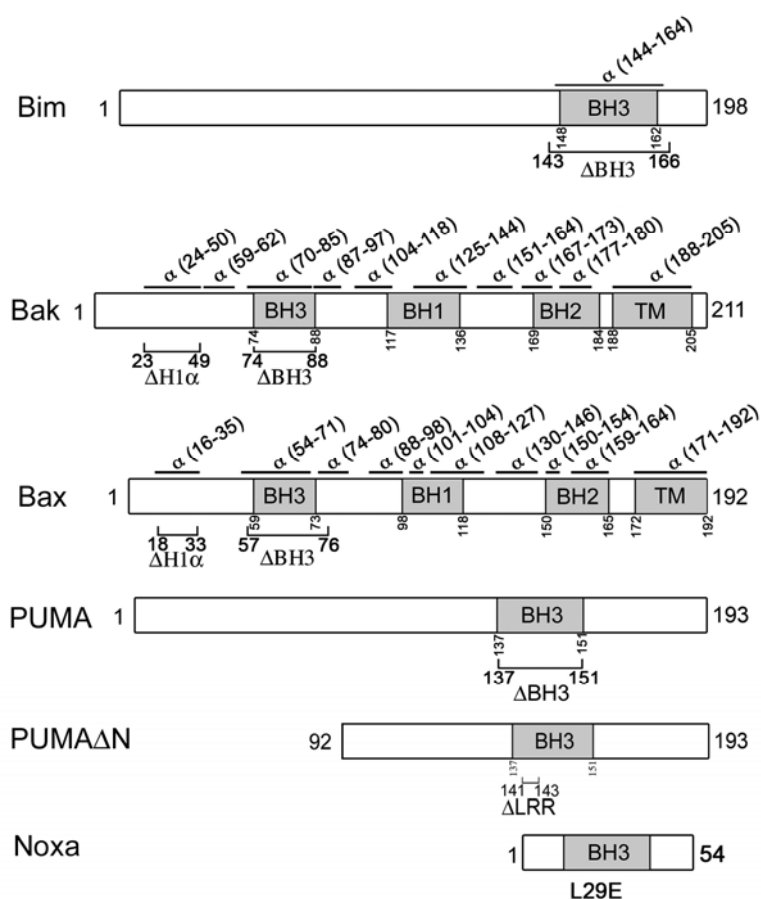 α (144-164)
Bim 1 BH3 198
148 162
143 166
ΔBH3
α (24-50) α (59-62) α (70-85) α (87-97) α (104-118) α (125-144) α (151-164) α (167-173) α (177-180) α (188-205)
Bak 1 BH3 BH1 BH2 TM 211
74 88 117 136 169 184 188 205
23 49 74 88
ΔH1α ΔBH3
α (16-35) α (54-71) α (74-80) α (88-98) α (101-104) α (108-127) α (130-146) α (150-154) α (159-164) α (171-192)
Bax 1 BH3 BH1 BH2 TM 192
59 73 98 118 150 165 172 192
18 33 57 76
ΔH1α ΔBH3
PUMA 1 BH3 193
137 151
137 151
ΔBH3
PUMAΔN 92 BH3 193
137 151
141 143
ΔLRR
Noxa 1 BH3 54
L29E